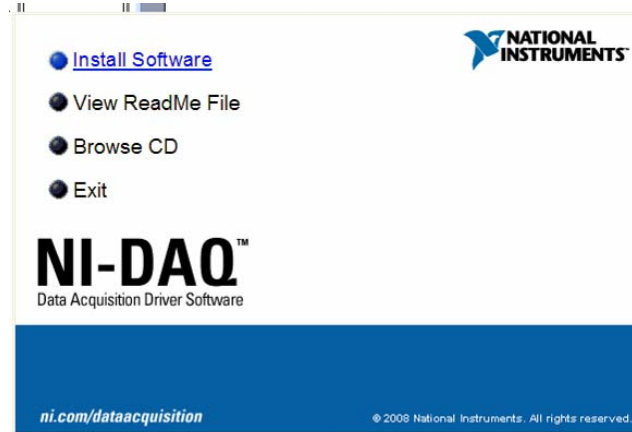 NATIONAL
INSTRUMENTS™
Install Software
View ReadMe File
Browse CD
Exit
NI-DAQ™
Data Acquisition Driver Software
ni.com/dataacquisition
© 2008 National Instruments. All rights reserved.